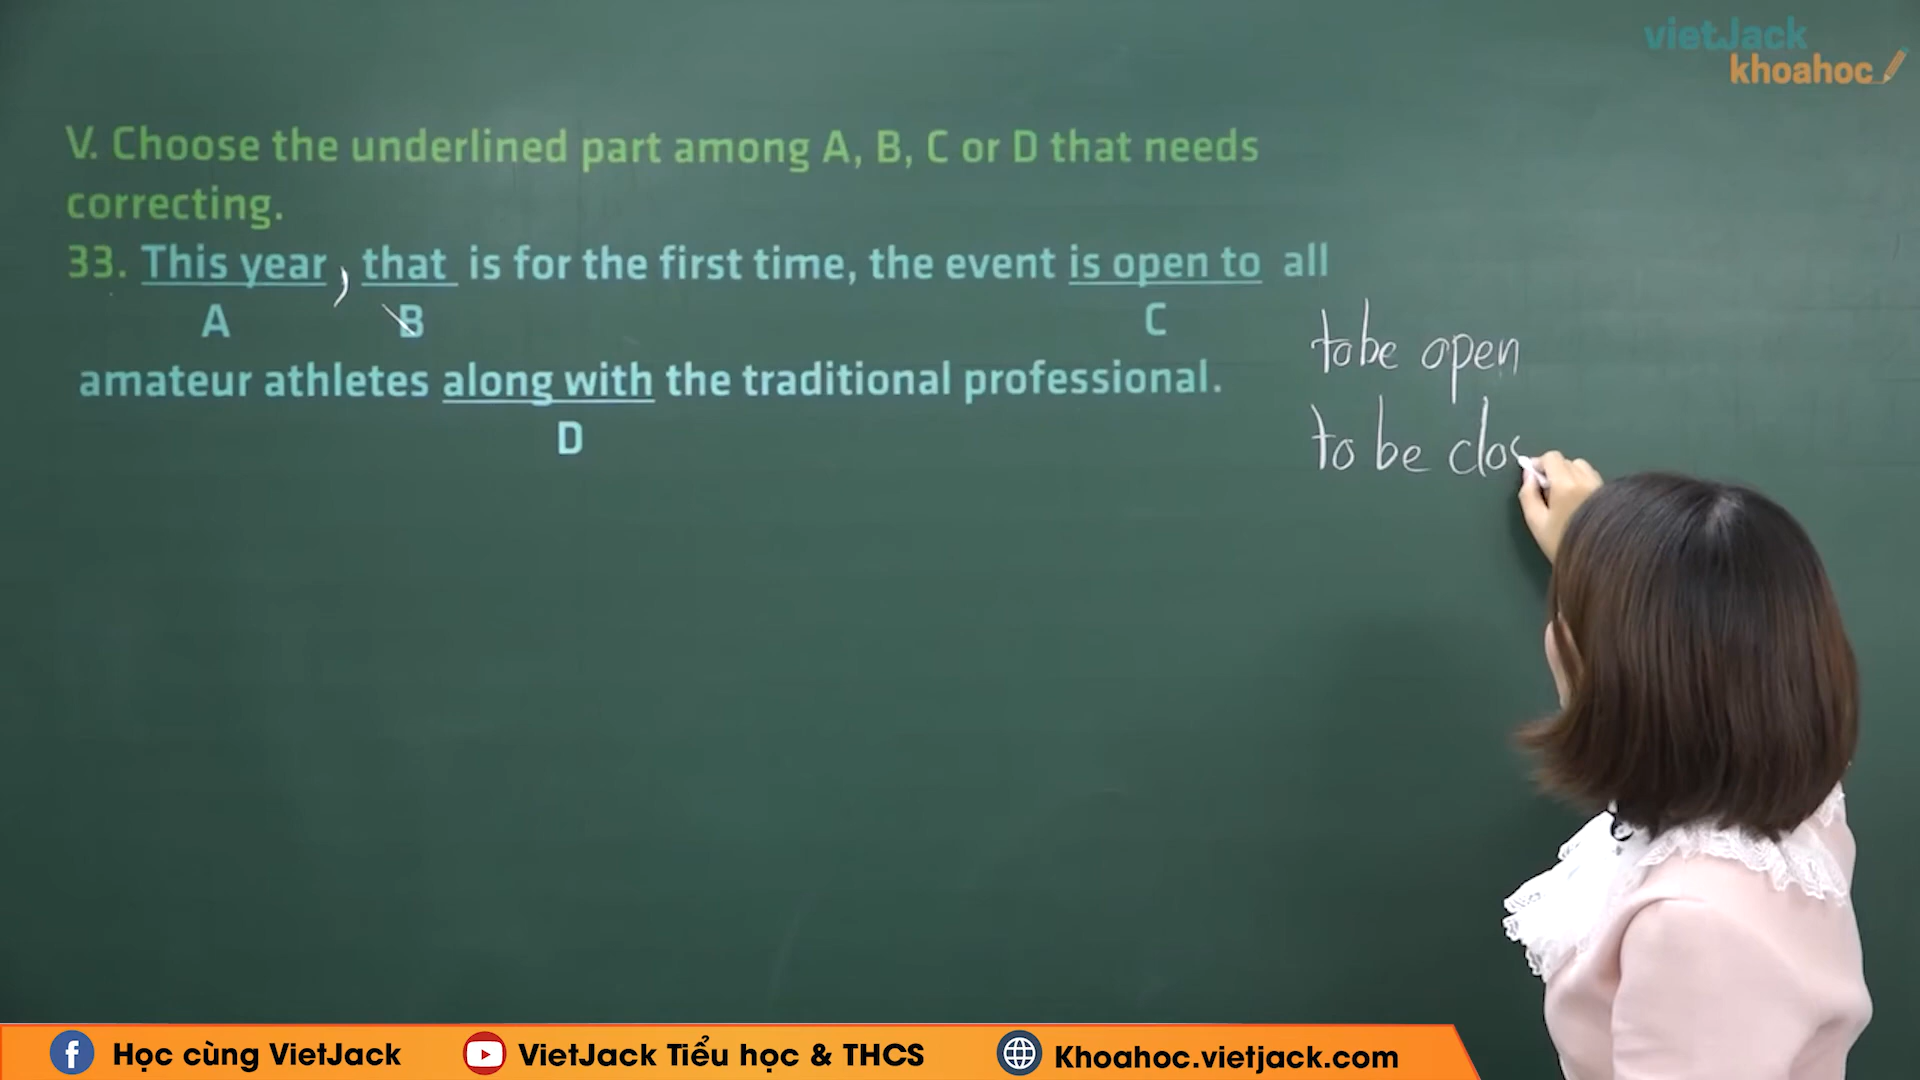 vietJack
khoahoc
V. Choose the underlined part among A, B, C or D that needs
correcting.
33. This year, that is for the first time, the event is open to all
A B C
amateur athletes along with the traditional professional.
D
to be open
to be clos
Học cùng VietJack
VietJack Tiểu học & THCS
Khoahoc.vietjack.com